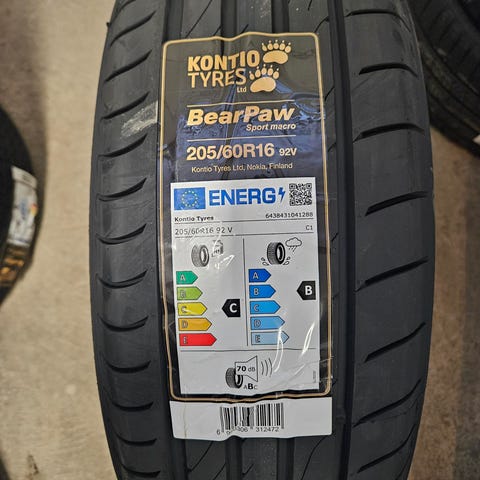 KONTIO
TYRES
Ltd
BearPaw
Sport macro
205/60R16 92V
Kontio Tyres Ltd, Nokia, Finland
ENERG
Kontio Tyres 6438431041288
205/60R16 92 V C1
A A
B B
C C
D D
E E
C B
70 dB
ABC